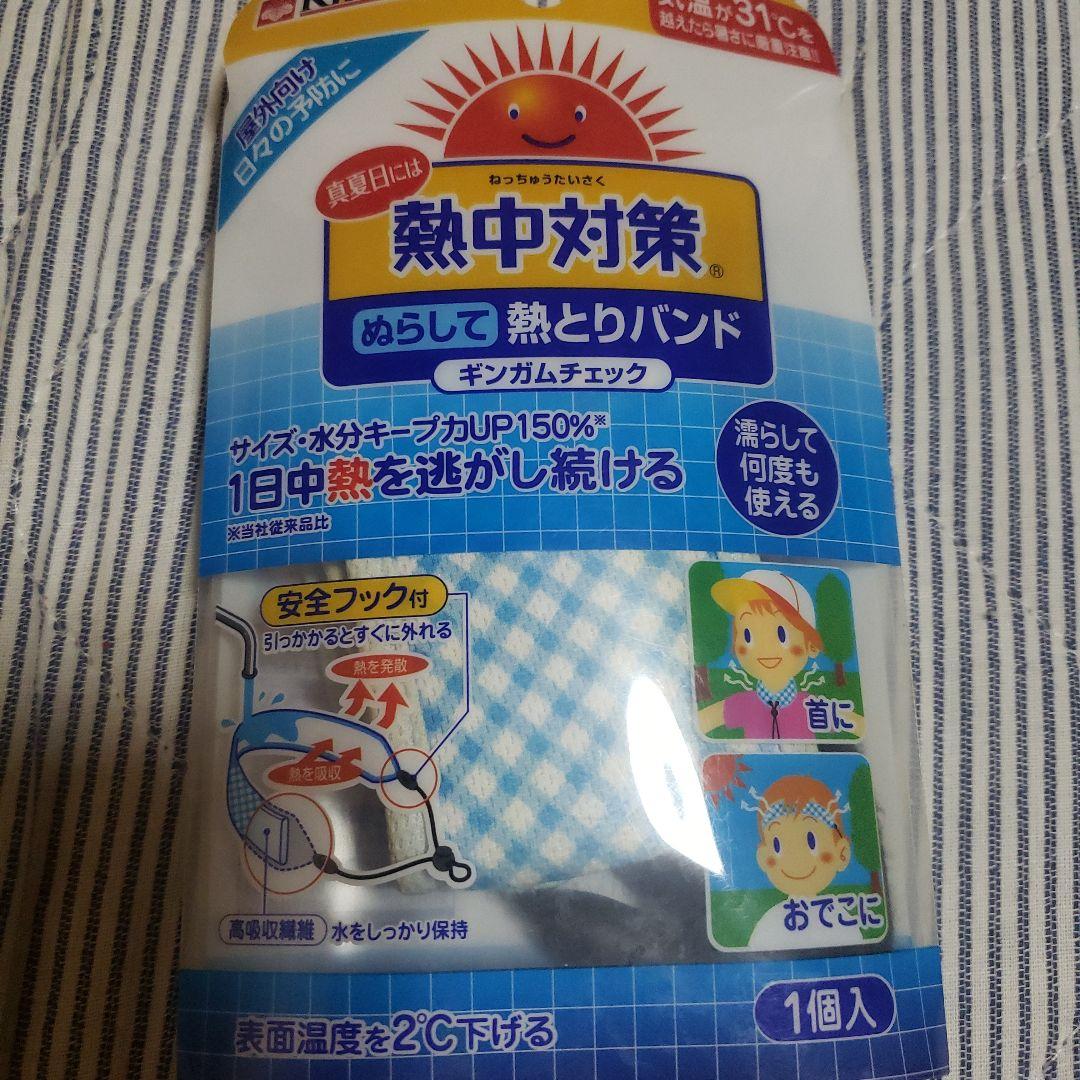 気温が31℃を
越えたら暑さに厳重注意!!
屋外向け
日々の予防に
真夏日には
ねっちゅうたいさく
熱中対策®
ぬらして 熱とりバンド
ギンガムチェック
サイズ・水分キープ力UP150%※
1日中熱を逃がし続ける
※当社従来品比
濡らして
何度も
使える
安全フック付
引っかかるとすぐに外れる
熱を発散
熱を吸収
高吸収繊維 水をしっかり保持
首に
おでこに
表面温度を2℃下げる
1個入